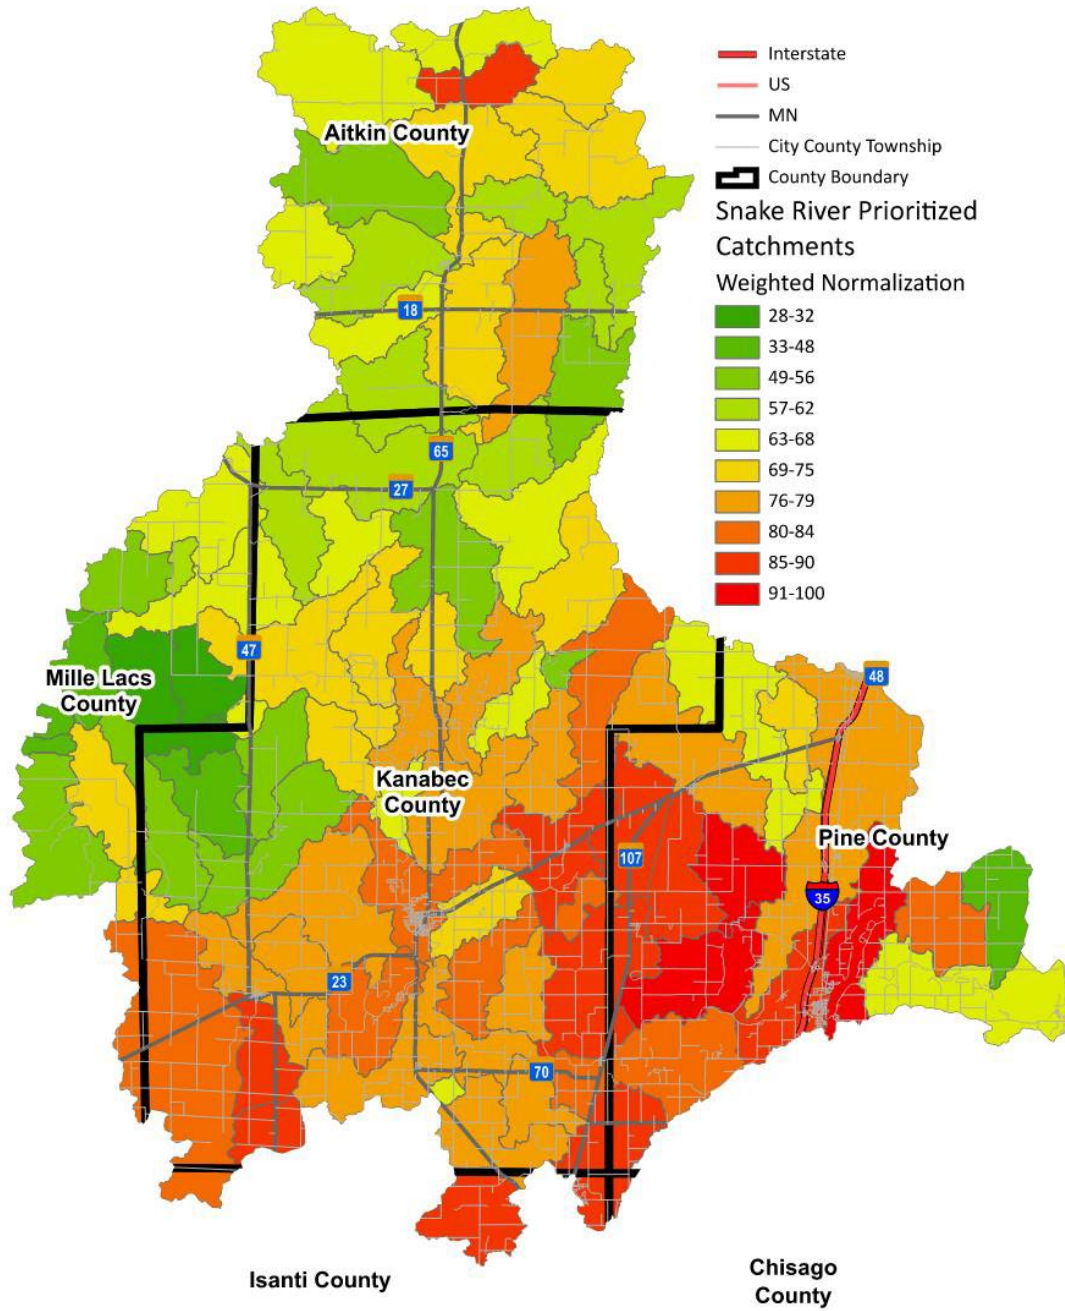 Interstate
US
MN
City County Township
County Boundary
Snake River Prioritized
Catchments
Weighted Normalization
28-32
33-48
49-56
57-62
63-68
69-75
76-79
80-84
85-90
91-100
Aitkin County
18
65
27
47
Mille Lacs
County
48
Kanabec
County
Pine County
107
35
23
70
Isanti County
Chisago
County